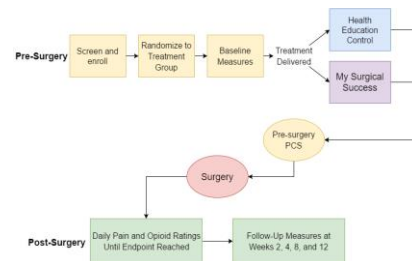 Health
Education
Control
Pre-Surgery
Screen and
enroll
Randomize to
Treatment
Group
Baseline
Measures
Treatment
Delivered
My Surgical
Success
Pre-surgery
PCS
Surgery
Post-Surgery
Daily Pain and Opioid Ratings
Until Endpoint Reached
Follow-Up Measures at
Weeks 2, 4, 8, and 12